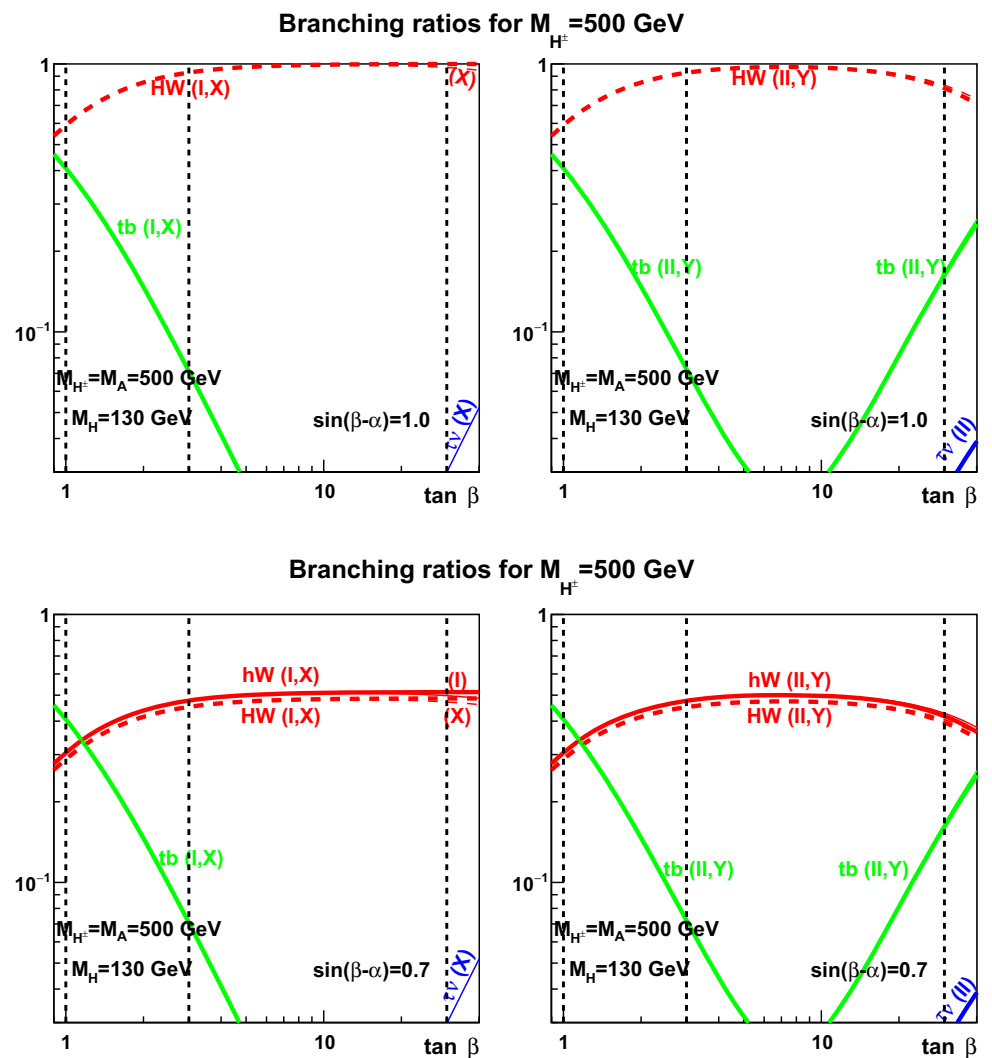 Branching ratios for M_H±=500 GeV
1
HW (I,X)
(X)
tb (I,X)
10⁻¹
M_H±=M_A=500 GeV
M_H=130 GeV
sin(β-α)=1.0
τν (X)
1
10
tan β
1
HW (II,Y)
tb (II,Y)
tb (II,Y)
10⁻¹
M_H±=M_A=500 GeV
M_H=130 GeV
sin(β-α)=1.0
τν (II)
1
10
tan β
Branching ratios for M_H±=500 GeV
1
hW (I,X)
(I)
HW (I,X)
(X)
tb (I,X)
10⁻¹
M_H±=M_A=500 GeV
M_H=130 GeV
sin(β-α)=0.7
τν (X)
1
10
tan β
1
hW (II,Y)
HW (II,Y)
tb (II,Y)
tb (II,Y)
10⁻¹
M_H±=M_A=500 GeV
M_H=130 GeV
sin(β-α)=0.7
τν (II)
1
10
tan β